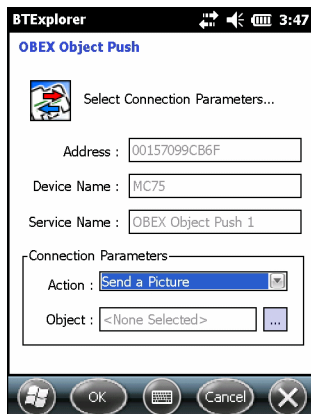 BTExplorer 3:47
OBEX Object Push
Select Connection Parameters...
Address : 00157099CB6F
Device Name : MC75
Service Name : OBEX Object Push 1
Connection Parameters
Action : Send a Picture
Object : <None Selected> ...
OK Cancel